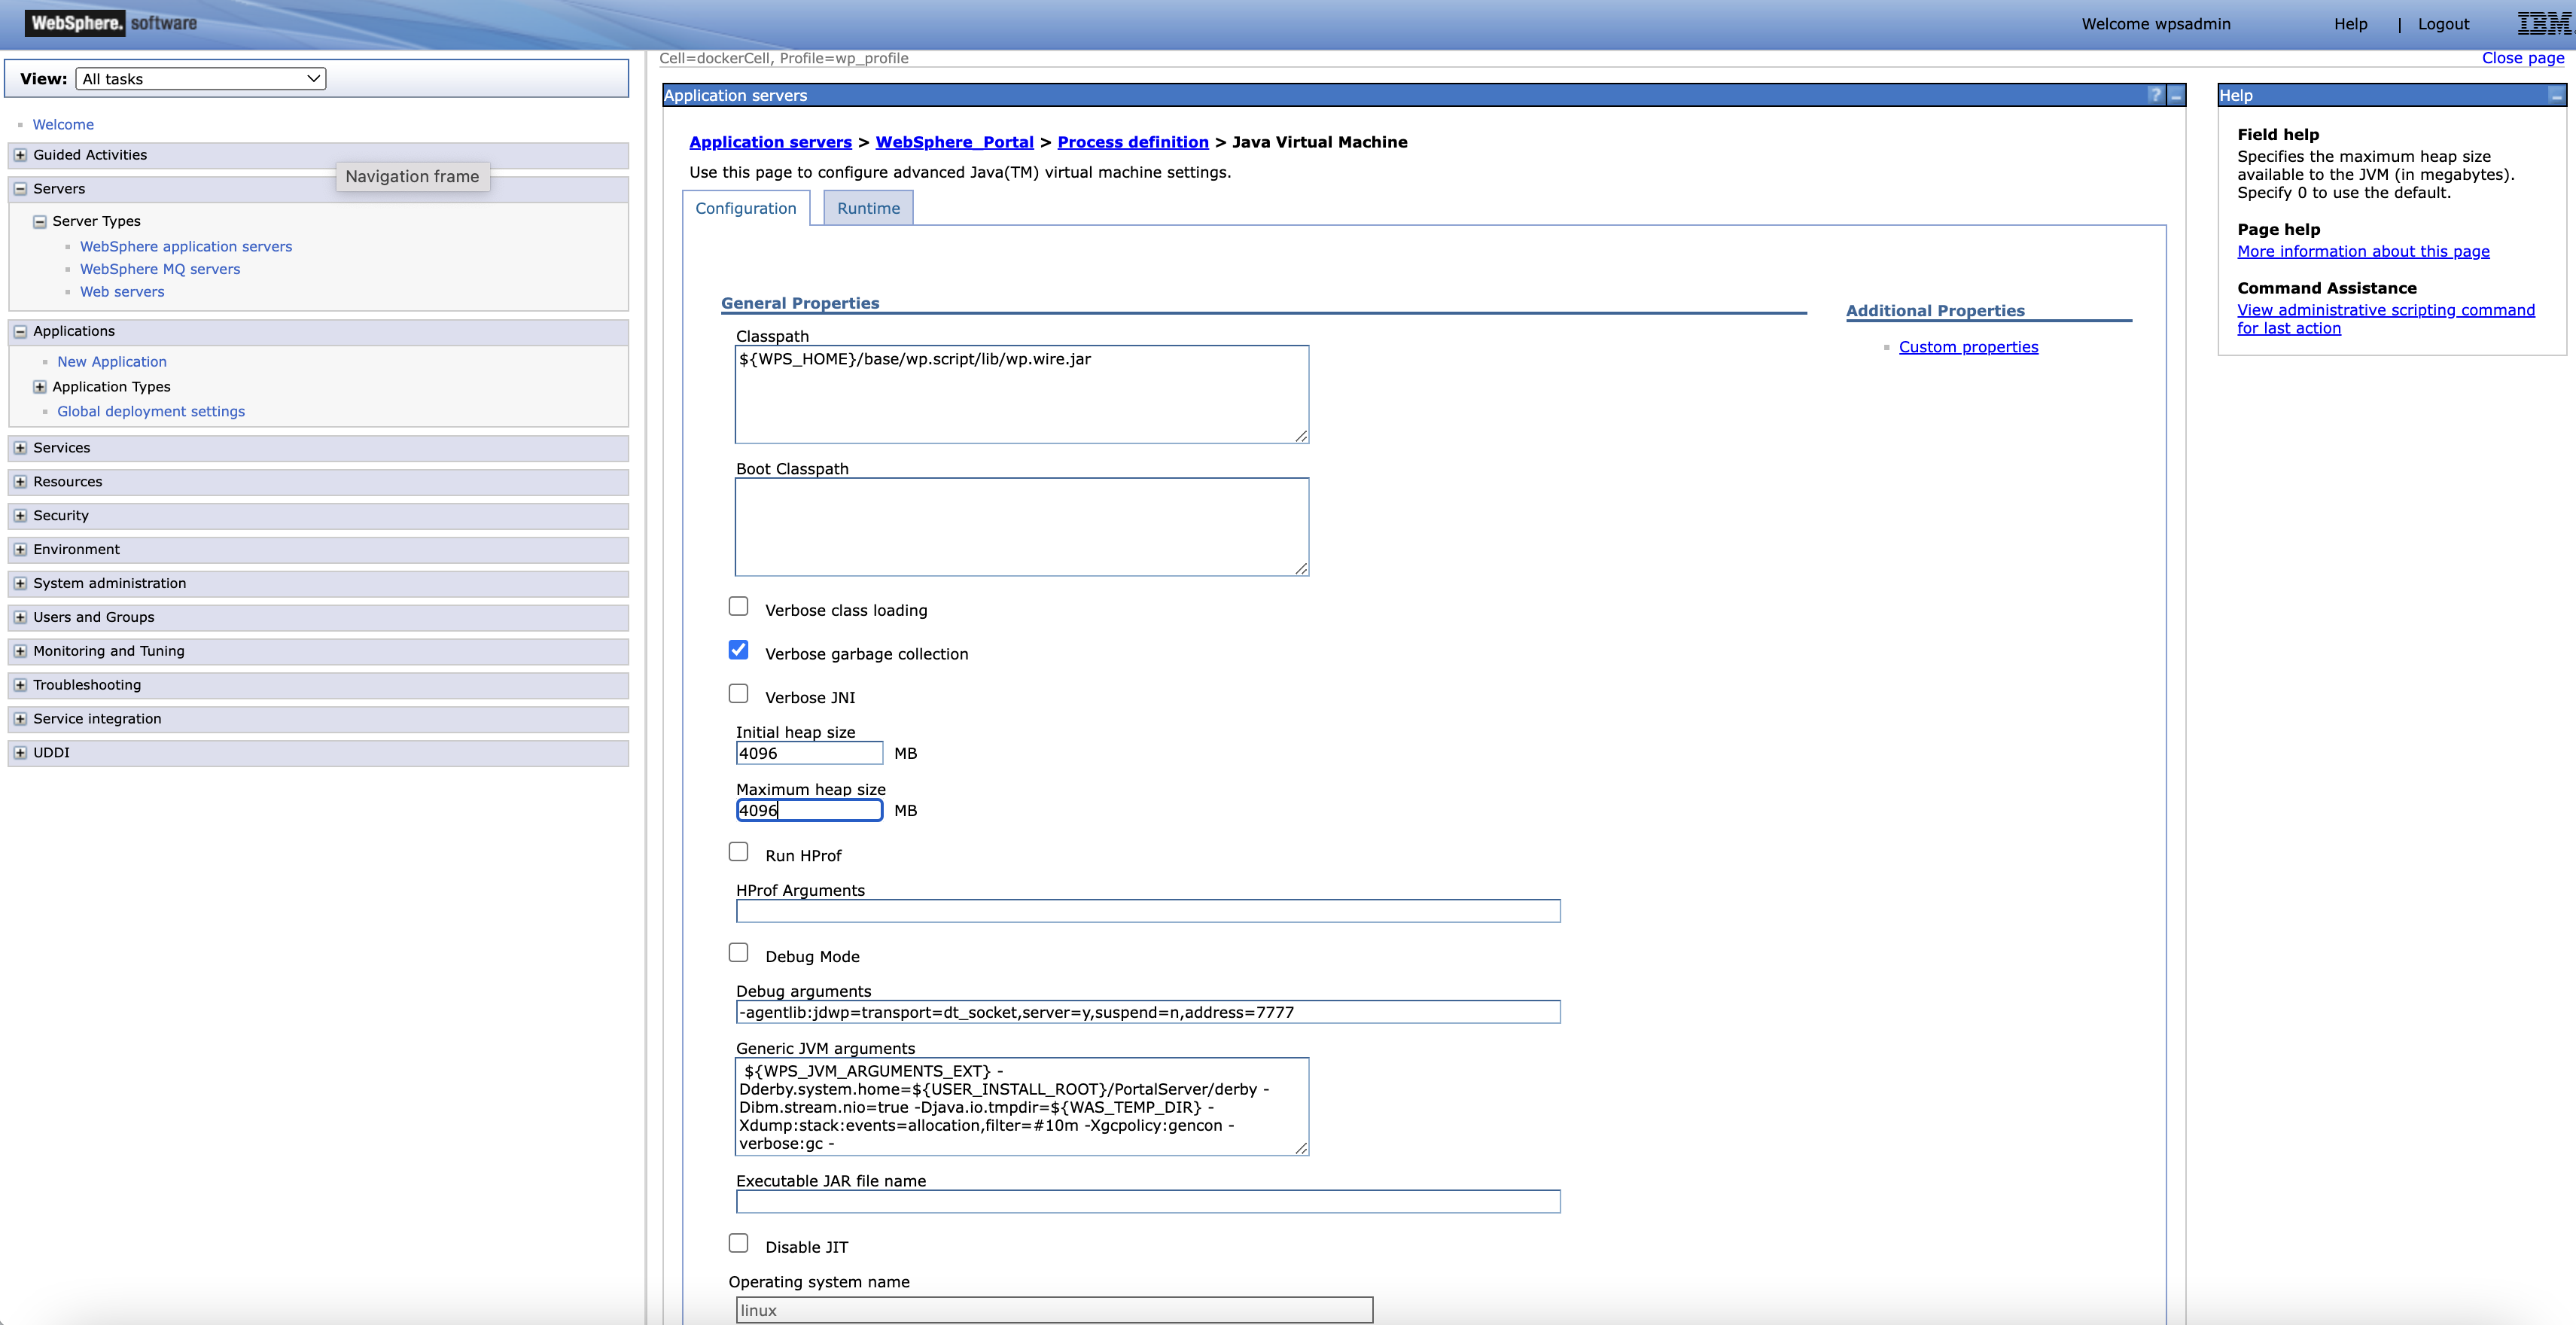 WebSphere. software
Welcome wpsadmin
Help | Logout
IBM
View: All tasks
Welcome
Guided Activities
Navigation frame
Servers
Server Types
WebSphere application servers
WebSphere MQ servers
Web servers
Applications
New Application
Application Types
Global deployment settings
Services
Resources
Security
Environment
System administration
Users and Groups
Monitoring and Tuning
Troubleshooting
Service integration
UDDI
Cell=dockerCell, Profile=wp_profile
Close page
Application servers
?
Application servers > WebSphere_Portal > Process definition > Java Virtual Machine
Use this page to configure advanced Java(TM) virtual machine settings.
Configuration
Runtime
General Properties
Classpath
${WPS_HOME}/base/wp.script/lib/wp.wire.jar
Boot Classpath
Verbose class loading
Verbose garbage collection
Verbose JNI
Initial heap size
4096 MB
Maximum heap size
4096 MB
Run HProf
HProf Arguments
Debug Mode
Debug arguments
-agentlib:jdwp=transport=dt_socket,server=y,suspend=n,address=7777
Generic JVM arguments
${WPS_JVM_ARGUMENTS_EXT} -
Dderby.system.home=${USER_INSTALL_ROOT}/PortalServer/derby -
Dibm.stream.nio=true -Djava.io.tmpdir=${WAS_TEMP_DIR} -
Xdump:stack:events=allocation,filter=#10m -Xgcpolicy:gencon -
verbose:gc -
Executable JAR file name
Disable JIT
Operating system name
linux
Additional Properties
Custom properties
Help
Field help
Specifies the maximum heap size
available to the JVM (in megabytes).
Specify 0 to use the default.
Page help
More information about this page
Command Assistance
View administrative scripting command
for last action